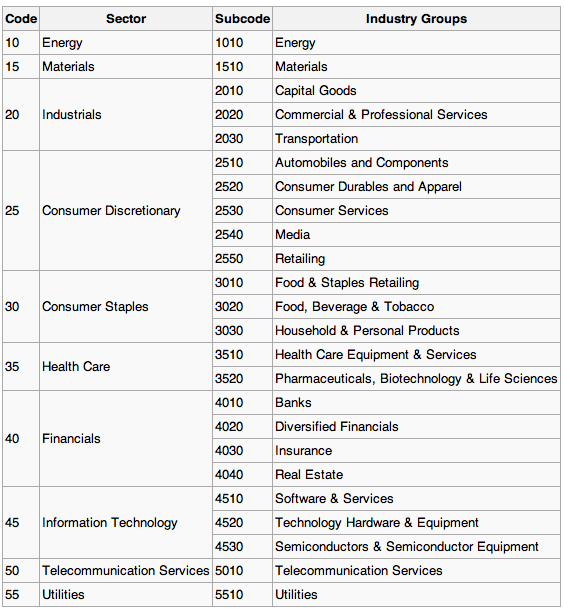 Code Sector Subcode Industry Groups
10 Energy 1010 Energy
15 Materials 1510 Materials
20 Industrials 2010 Capital Goods
2020 Commercial & Professional Services
2030 Transportation
25 Consumer Discretionary 2510 Automobiles and Components
2520 Consumer Durables and Apparel
2530 Consumer Services
2540 Media
2550 Retailing
30 Consumer Staples 3010 Food & Staples Retailing
3020 Food, Beverage & Tobacco
3030 Household & Personal Products
35 Health Care 3510 Health Care Equipment & Services
3520 Pharmaceuticals, Biotechnology & Life Sciences
40 Financials 4010 Banks
4020 Diversified Financials
4030 Insurance
4040 Real Estate
45 Information Technology 4510 Software & Services
4520 Technology Hardware & Equipment
4530 Semiconductors & Semiconductor Equipment
50 Telecommunication Services 5010 Telecommunication Services
55 Utilities 5510 Utilities